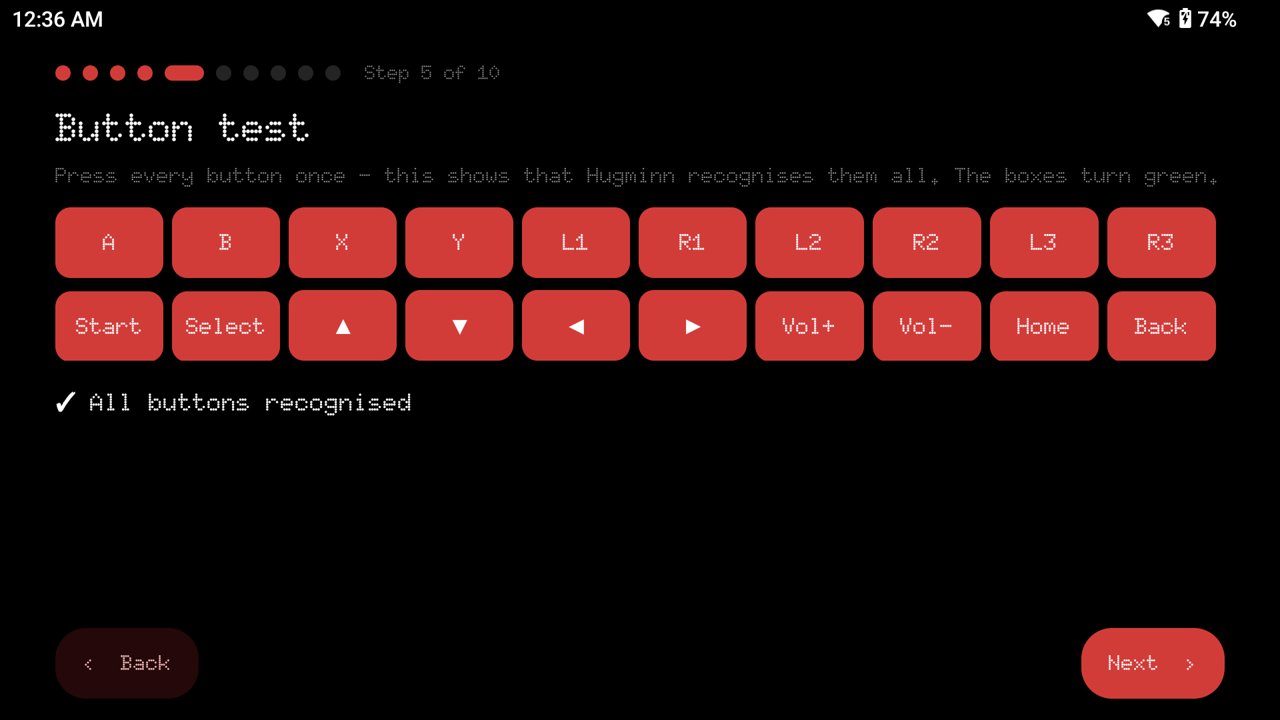 12:36 AM 5 74%
Step 5 of 10
Button test
Press every button once - this shows that Hugminn recognises them all. The boxes turn green.
A B X Y L1 R1 L2 R2 L3 R3
Start Select ▲ ▼ ◀ ▶ Vol+ Vol- Home Back
✓ All buttons recognised
‹ Back Next ›